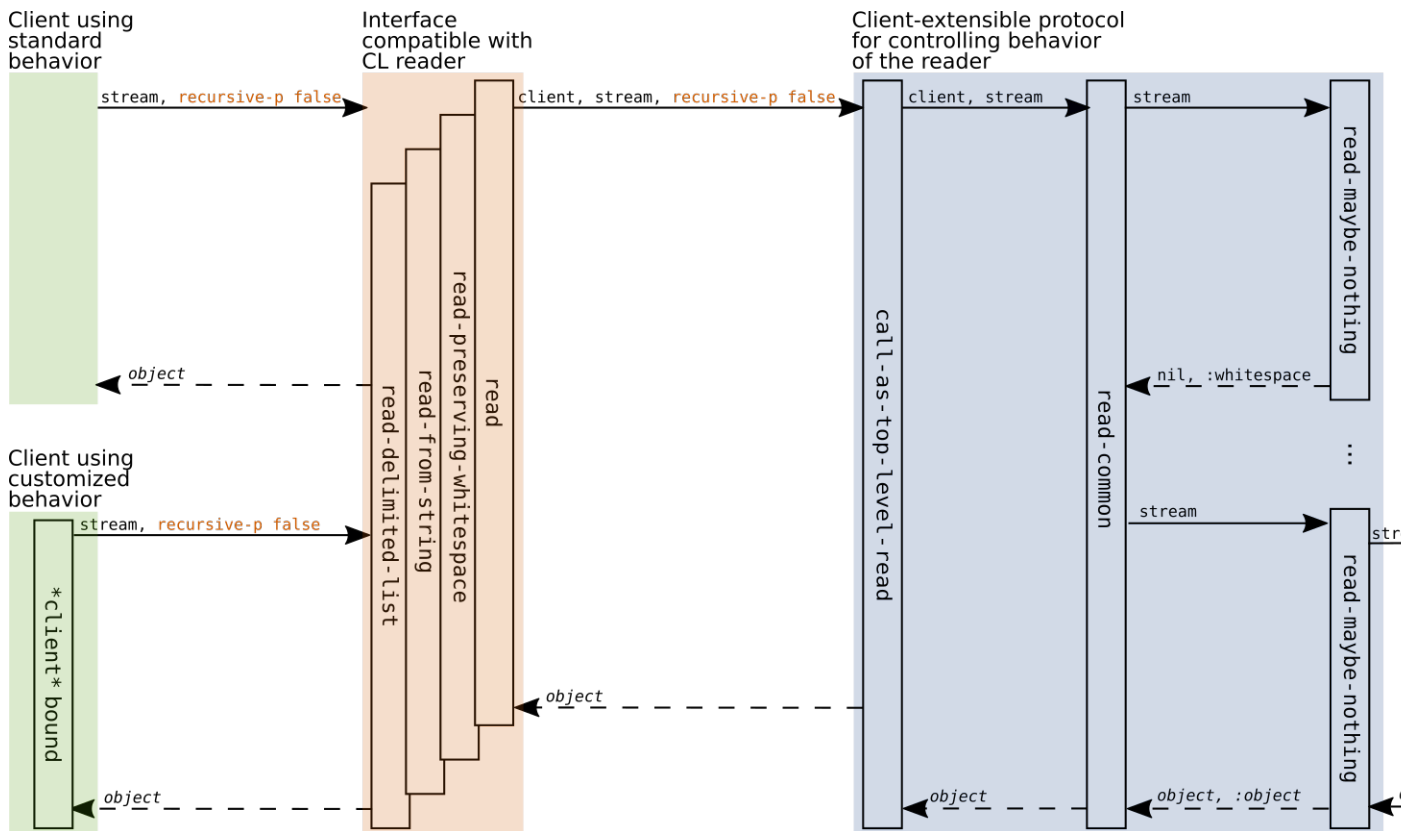 Client using
standard
behavior
Interface
compatible with
CL reader
Client-extensible protocol
for controlling behavior
of the reader
stream, recursive-p false
client, stream, recursive-p false
client, stream
stream
read-maybe-nothing
read
read-preserving-whitespace
read-from-string
read-delimited-list
call-as-top-level-read
read-common
object
nil, :whitespace
...
Client using
customized
behavior
stream, recursive-p false
stream
*client* bound
read-maybe-nothing
object
object
object
object, :object